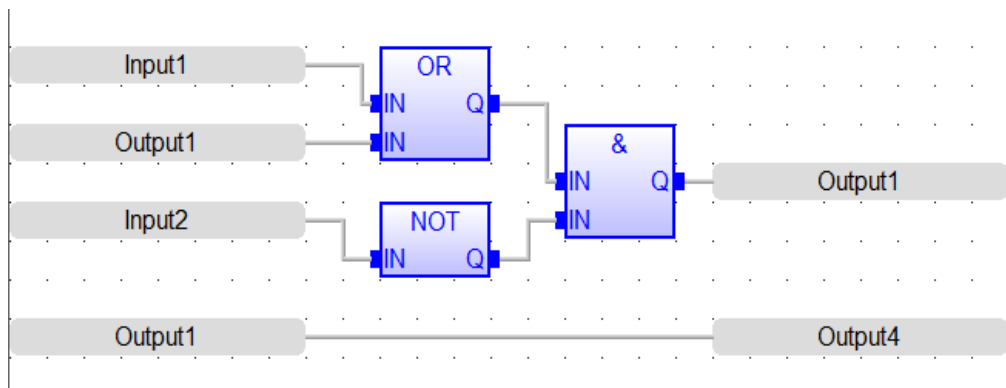 Input1
OR
IN
Q
Output1
IN
&
IN
Q
Output1
Input2
NOT
IN
IN
Q
Output1
Output4